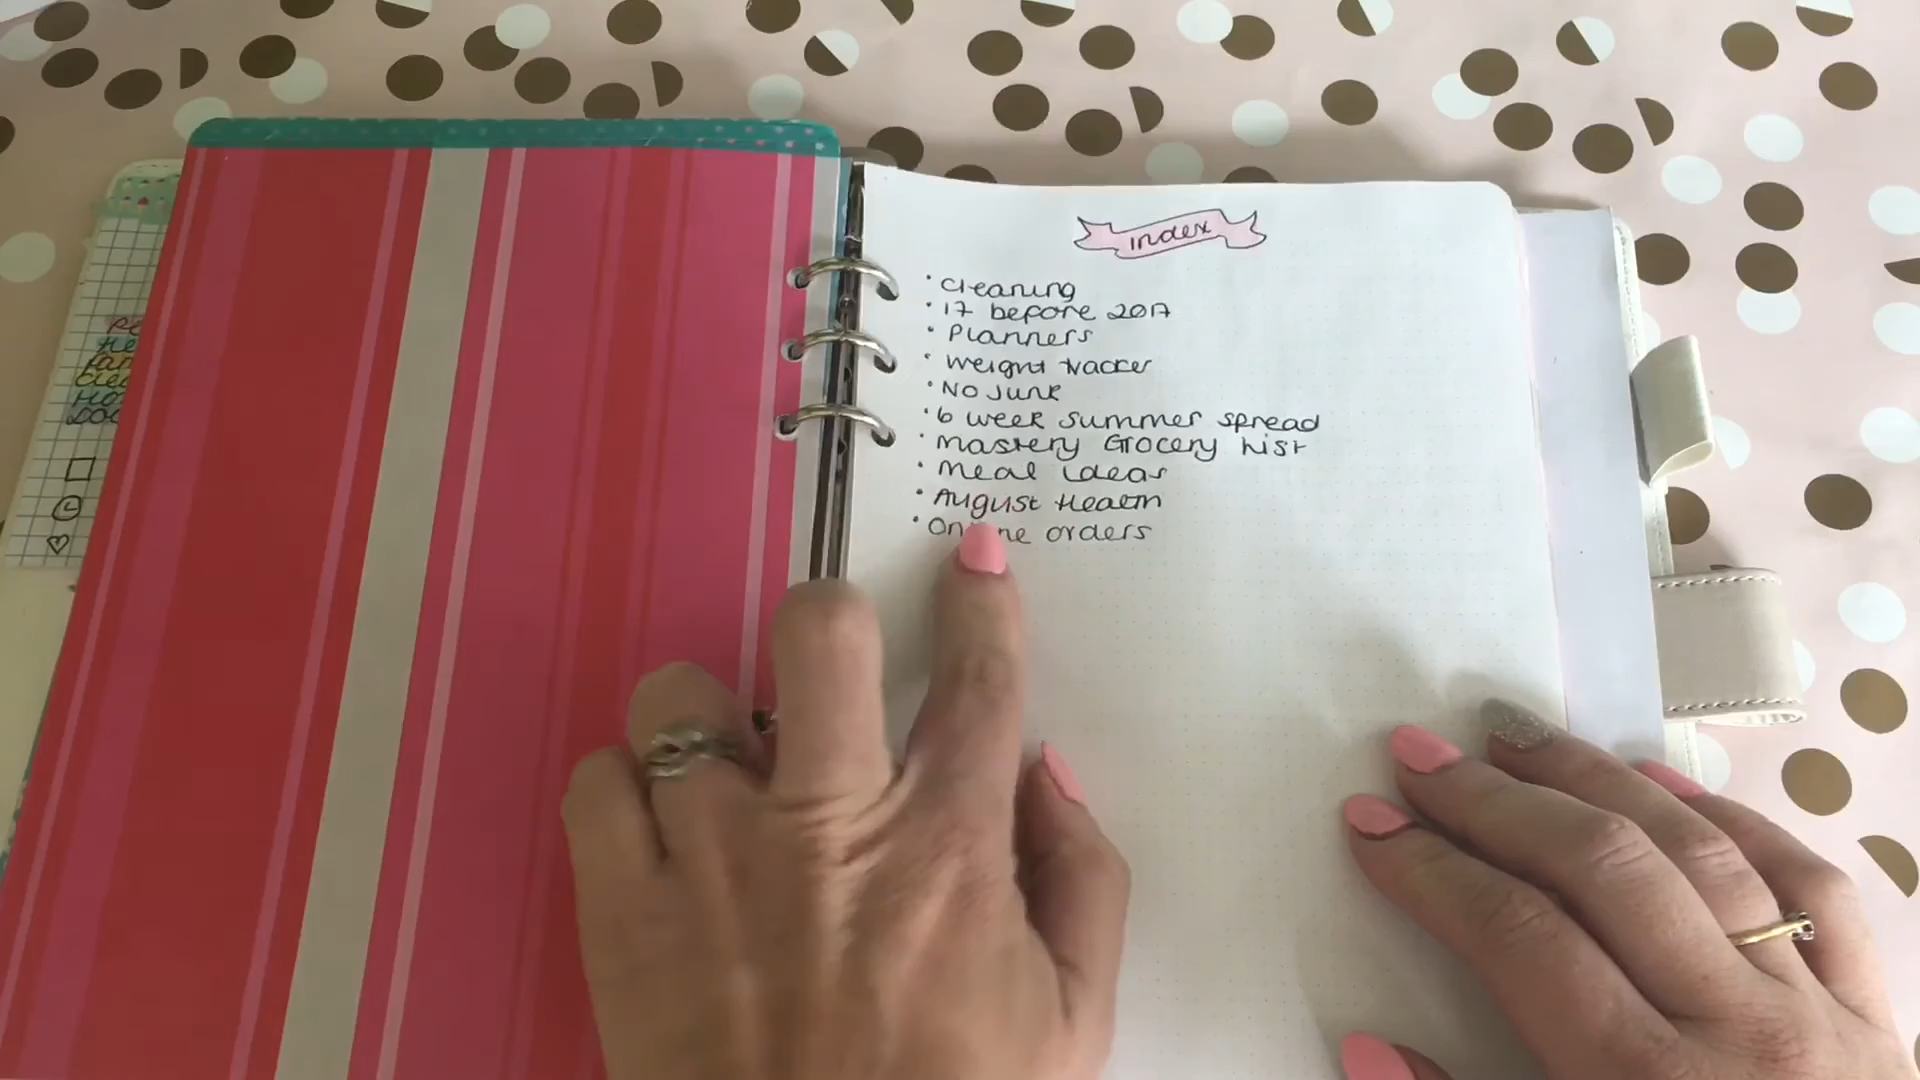 index
· cleaning
· 17 before 2017
· Planners
· weight tracker
· No Junk
· 6 week summer spread
· Mastery Grocery List
· Meal ideas
· August Health
· Online orders